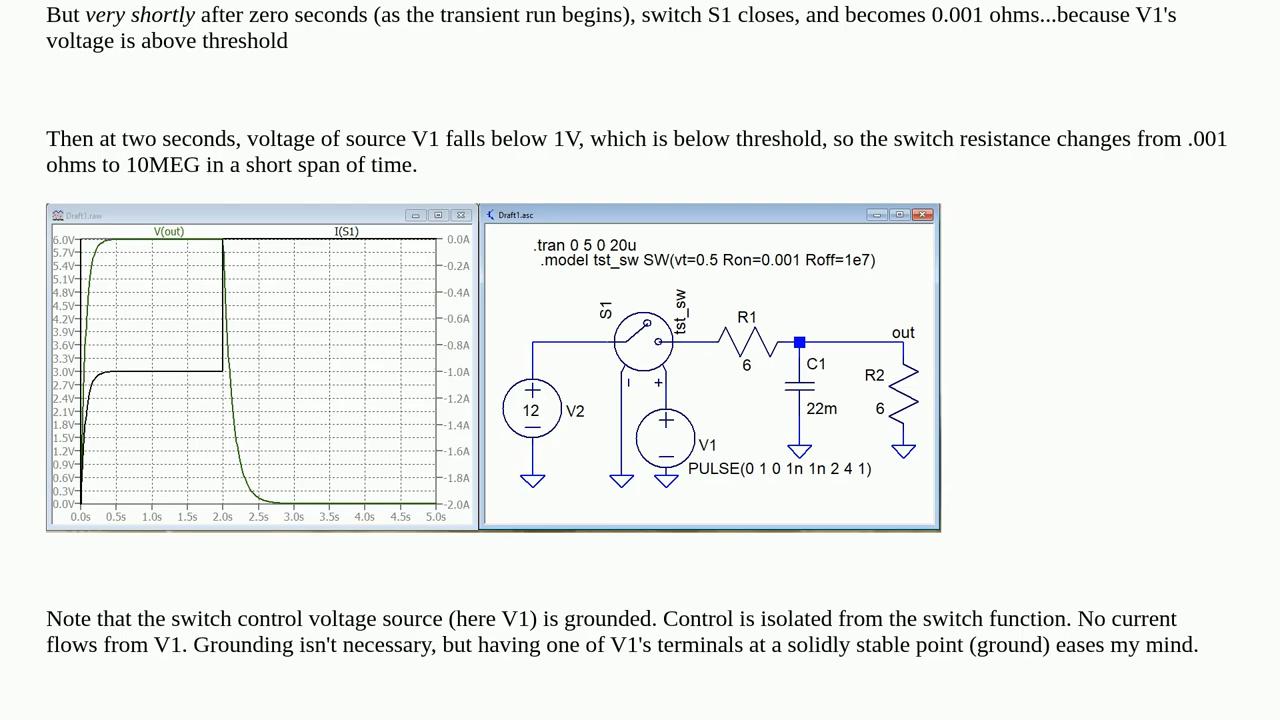 But very shortly after zero seconds (as the transient run begins), switch S1 closes, and becomes 0.001 ohms...because V1's
voltage is above threshold
Then at two seconds, voltage of source V1 falls below 1V, which is below threshold, so the switch resistance changes from .001
ohms to 10MEG in a short span of time.
Draft1.raw
V(out) I(S1)
6.0V
5.7V
5.4V
5.1V
4.8V
4.5V
4.2V
3.9V
3.6V
3.3V
3.0V
2.7V
2.4V
2.1V
1.8V
1.5V
1.2V
0.9V
0.6V
0.3V
0.0V
0.0A
-0.2A
-0.4A
-0.6A
-0.8A
-1.0A
-1.2A
-1.4A
-1.6A
-1.8A
-2.0A
0.0s 0.5s 1.0s 1.5s 2.0s 2.5s 3.0s 3.5s 4.0s 4.5s 5.0s
Draft1.asc
.tran 0 5 0 20u
.model tst_sw SW(vt=0.5 Ron=0.001 Roff=1e7)
S1
tst_sw
R1
6
out
C1
22m
R2
6
12
V2
V1
PULSE(0 1 0 1n 1n 2 4 1)
Note that the switch control voltage source (here V1) is grounded. Control is isolated from the switch function. No current
flows from V1. Grounding isn't necessary, but having one of V1's terminals at a solidly stable point (ground) eases my mind.